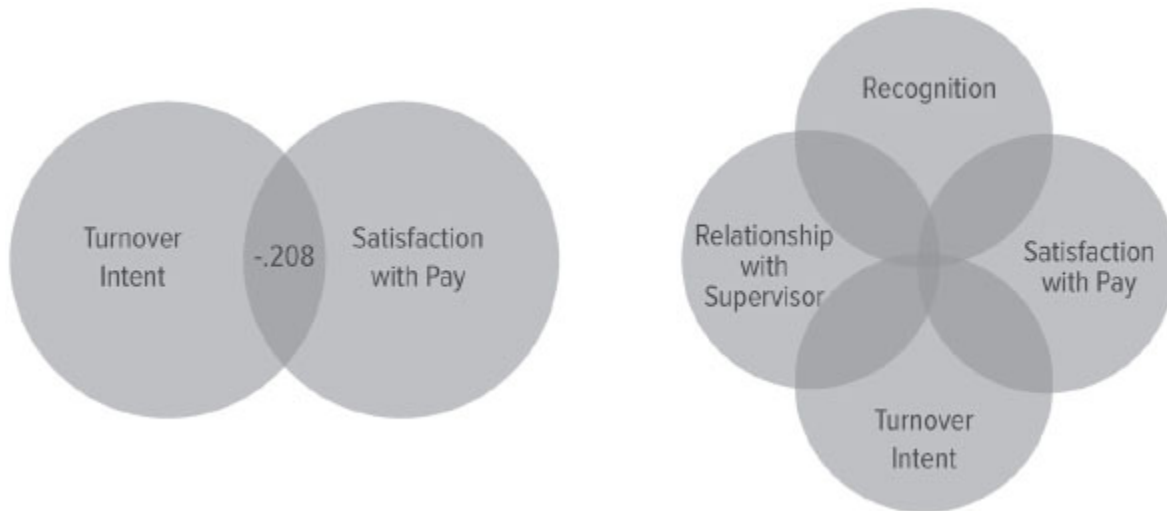 Turnover
Intent
-.208
Satisfaction
with Pay
Recognition
Relationship
with
Supervisor
Satisfaction
with Pay
Turnover
Intent